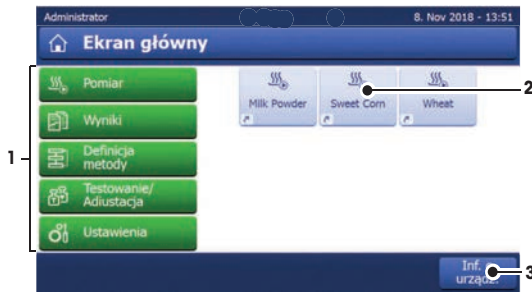 Administrator
8. Nov 2018 - 13:51
Ekran główny
1
Pomiar
Wyniki
Definicja
metody
Testowanie/
Adiustacja
Ustawienia
Milk Powder
Sweet Corn
Wheat
2
Inf.
urządz.
3